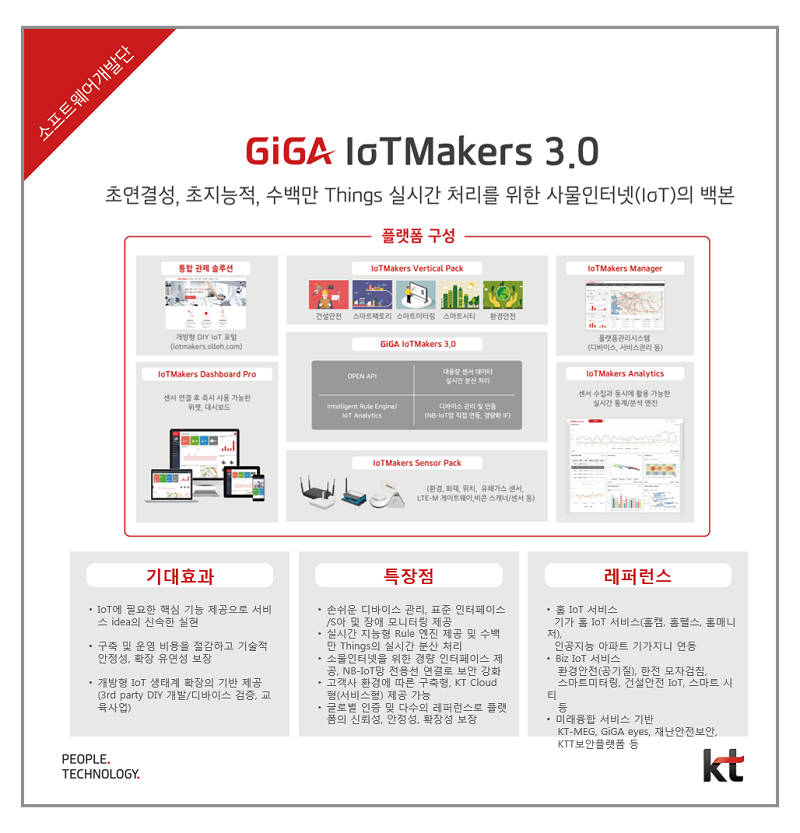 소프트웨어개발단
GiGA IoTMakers 3.0
초연결성, 초지능적, 수백만 Things 실시간 처리를 위한 사물인터넷(IoT)의 백본
플랫폼 구성
통합 관제 솔루션
개방형 DIY IoT 포털
(iotmakers.olleh.com)
IoTMakers Vertical Pack
건설안전 스마트팩토리 스마트미터링 스마트시티 환경안전
IoTMakers Manager
플랫폼관리시스템
(디바이스, 서비스관리 등)
GiGA IoTMakers 3.0
OPEN API
대용량 센서 데이터
실시간 분산 처리
Intelligent Rule Engine/
IoT Analytics
디바이스 관리 및 연동
(NB-IoT망 직접 연동, 경량화 IF)
IoTMakers Dashboard Pro
센서 연결 후 즉시 사용 가능한
위젯, 대시보드
IoTMakers Analytics
센서 수집과 동시에 활용 가능한
실시간 통계/분석 엔진
IoTMakers Sensor Pack
(환경, 화재, 위치, 유해가스 센서,
LTE-M 게이트웨이,비콘 스캐너/센서 등)
기대효과
• IoT에 필요한 핵심 기능 제공으로 서비
스 idea의 신속한 실현
• 구축 및 운영 비용을 절감하고 기술적
안정성, 확장 유연성 보장
• 개방형 IoT 생태계 확장의 기반 제공
(3rd party DIY 개발/디바이스 검증, 교
육사업)
특장점
• 손쉬운 디바이스 관리, 표준 인터페이스
/S아 및 장애 모니터링 제공
• 실시간 지능형 Rule 엔진 제공 및 수백
만 Things의 실시간 분산 처리
• 소물인터넷을 위한 경량 인터페이스 제
공, NB-IoT망 전용선 연결로 보안 강화
• 고객사 환경에 따른 구축형, KT Cloud
형(서비스형) 제공 가능
• 글로벌 인증 및 다수의 레퍼런스로 플랫
폼의 신뢰성, 안정성, 확장성 보장
레퍼런스
• 홈 IoT 서비스
기가 홈 IoT 서비스(홈캠, 홈헬스, 홈매니
저),
인공지능 아파트 기가지니 연동
• Biz IoT 서비스
환경안전(공기질), 한전 모자검침,
스마트미터링, 건설안전 IoT, 스마트 시
티
등
• 미래융합 서비스 기반
KT-MEG, GiGA eyes, 재난안전보안,
KTT보안플랫폼 등
PEOPLE.
TECHNOLOGY.
kt